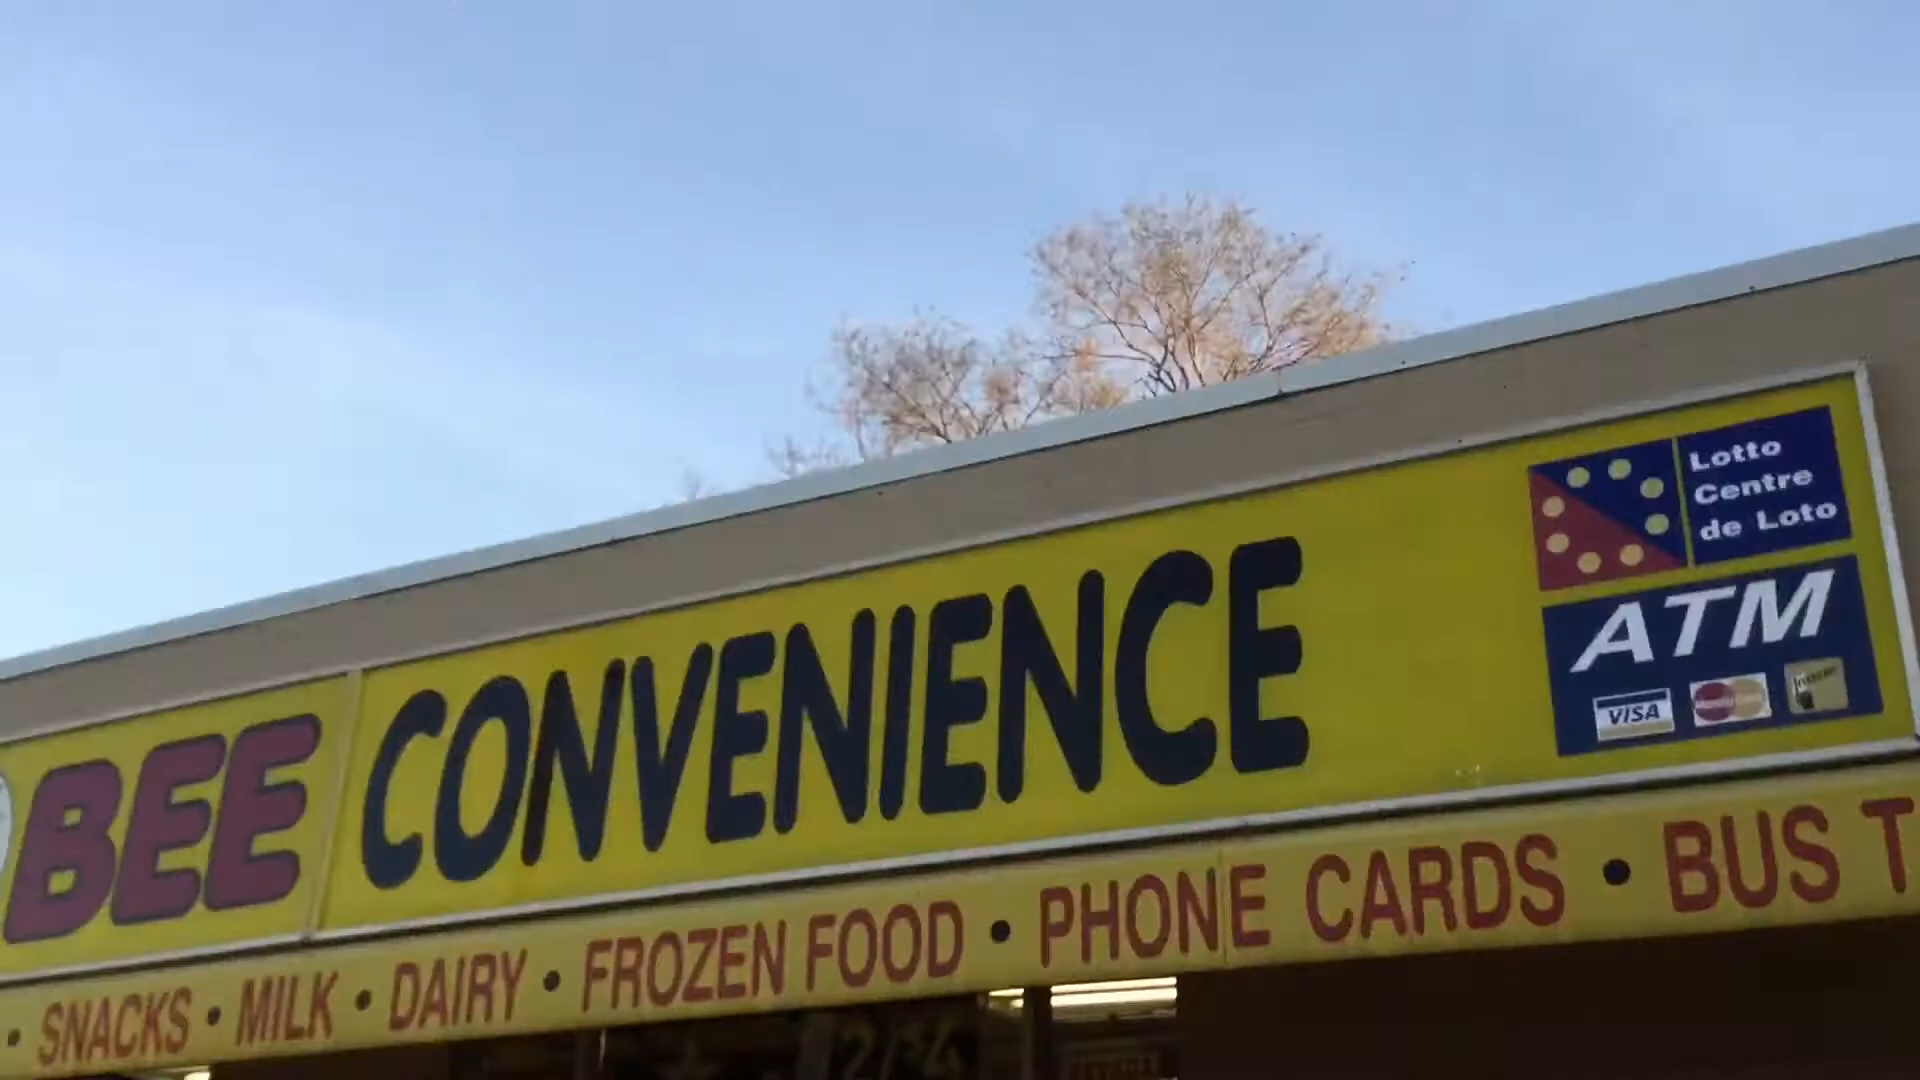 BEE CONVENIENCE
Lotto
Centre
de Loto
ATM
VISA
• SNACKS • MILK • DAIRY • FROZEN FOOD • PHONE CARDS • BUS T